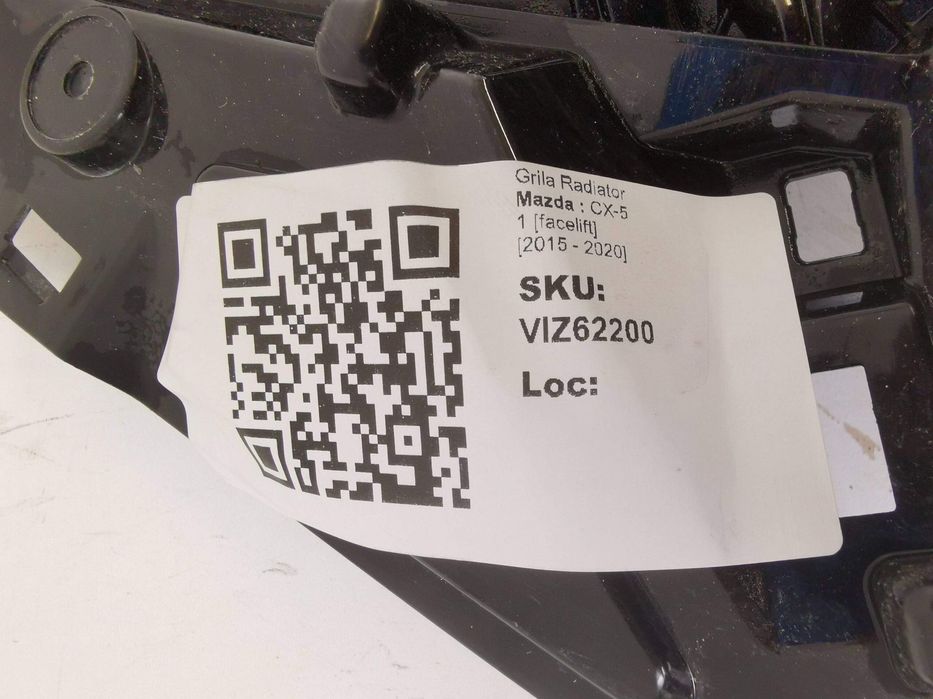 Grila Radiator
Mazda : CX-5
1 [facelift]
[2015 - 2020]
SKU:
VIZ62200
Loc: